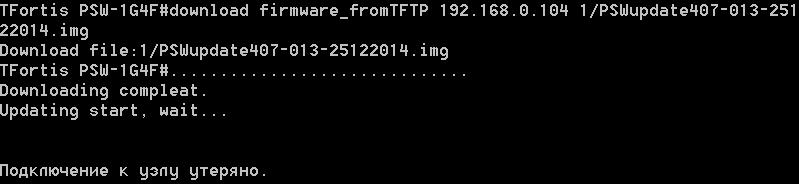 TFortis PSW-1G4F#download firmware_fromTFTP 192.168.0.104 1/PSWupdate407-013-251
22014.img
Download file:1/PSWupdate407-013-25122014.img
TFortis PSW-1G4F#..............................
Downloading compleat.
Updating start, wait...
Подключение к узлу утеряно.